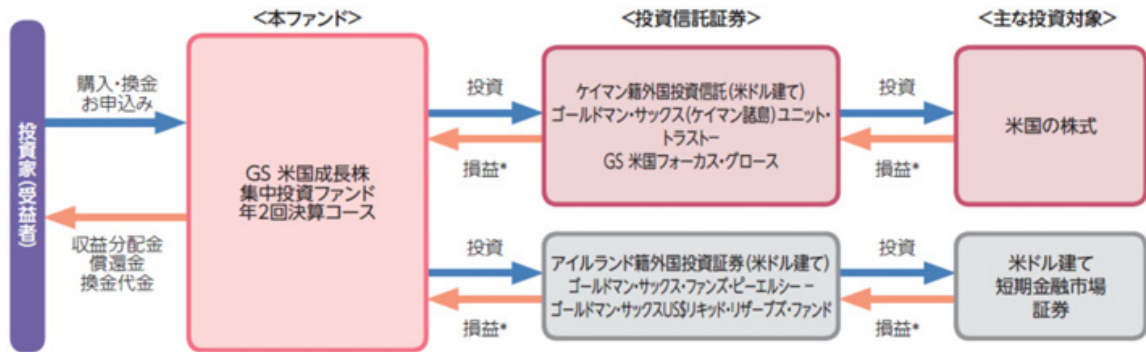 <本ファンド>
<投資信託証券>
<主な投資対象>
投資家(受益者)
購入・換金
お申込み
収益分配金
償還金
換金代金
GS 米国成長株
集中投資ファンド
年2回決算コース
投資
損益*
ケイマン籍外国投資信託(米ドル建て)
ゴールドマン・サックス(ケイマン諸島)ユニット・
トラスト－
GS 米国フォーカス・グロース
投資
損益*
米国の株式
投資
損益*
アイルランド籍外国投資証券(米ドル建て)
ゴールドマン・サックス・ファンズ・ピーエルシー －
ゴールドマン・サックスUS$リキッド・リザーブズ・ファンド
投資
損益*
米ドル建て
短期金融市場
証券